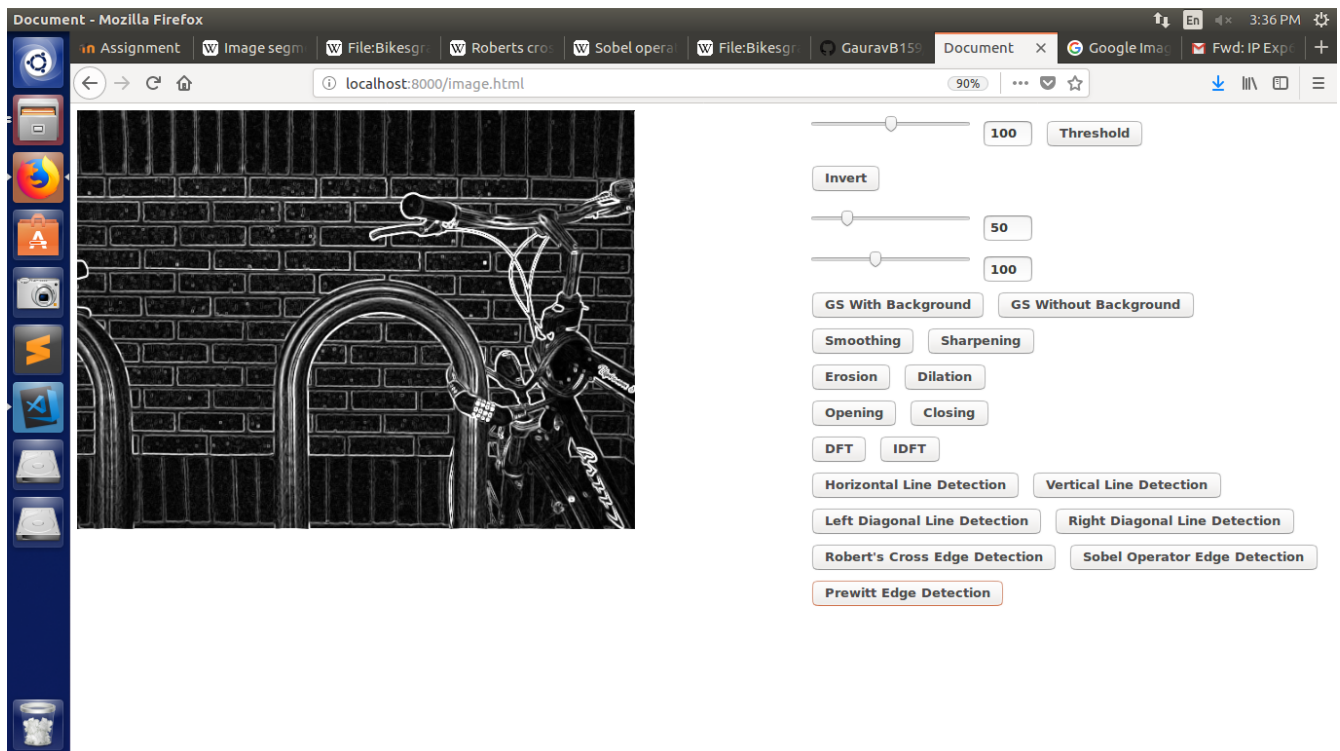 Document - Mozilla Firefox
En
3:36 PM
Assignment
Image segm
File:Bikesgr
Roberts cros
Sobel opera
File:Bikesgr
GauravB159
Document
Google Imag
Fwd: IP Exp
localhost:8000/image.html
90%
100 Threshold
Invert
50
100
GS With Background GS Without Background
Smoothing Sharpening
Erosion Dilation
Opening Closing
DFT IDFT
Horizontal Line Detection Vertical Line Detection
Left Diagonal Line Detection Right Diagonal Line Detection
Robert's Cross Edge Detection Sobel Operator Edge Detection
Prewitt Edge Detection